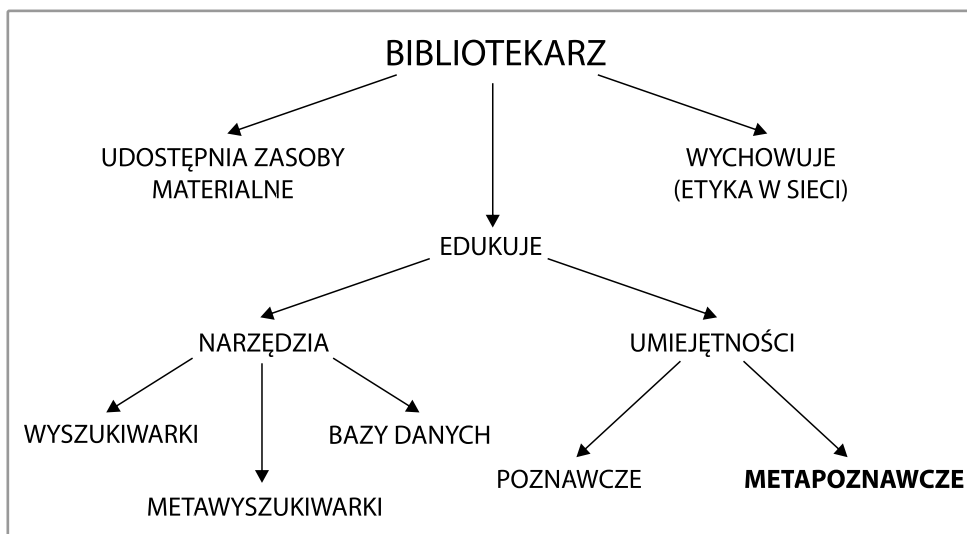 BIBLIOTEKARZ
UDOSTĘPNIA ZASOBY
MATERIALNE
WYCHOWUJE
(ETYKA W SIECI)
EDUKUJE
NARZĘDZIA
UMIEJĘTNOŚCI
WYSZUKIWARKI
BAZY DANYCH
METAWYSZUKIWARKI
POZNAWCZE
METAPOZNAWCZE